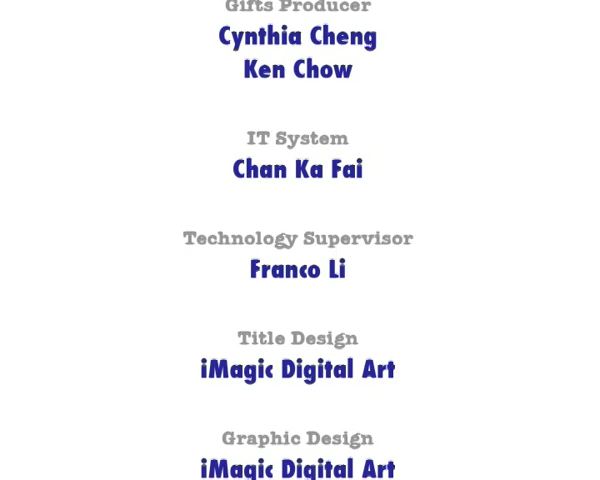 Gifts Producer
Cynthia Cheng
Ken Chow
IT System
Chan Ka Fai
Technology Supervisor
Franco Li
Title Design
iMagic Digital Art
Graphic Design
iMagic Digital Art